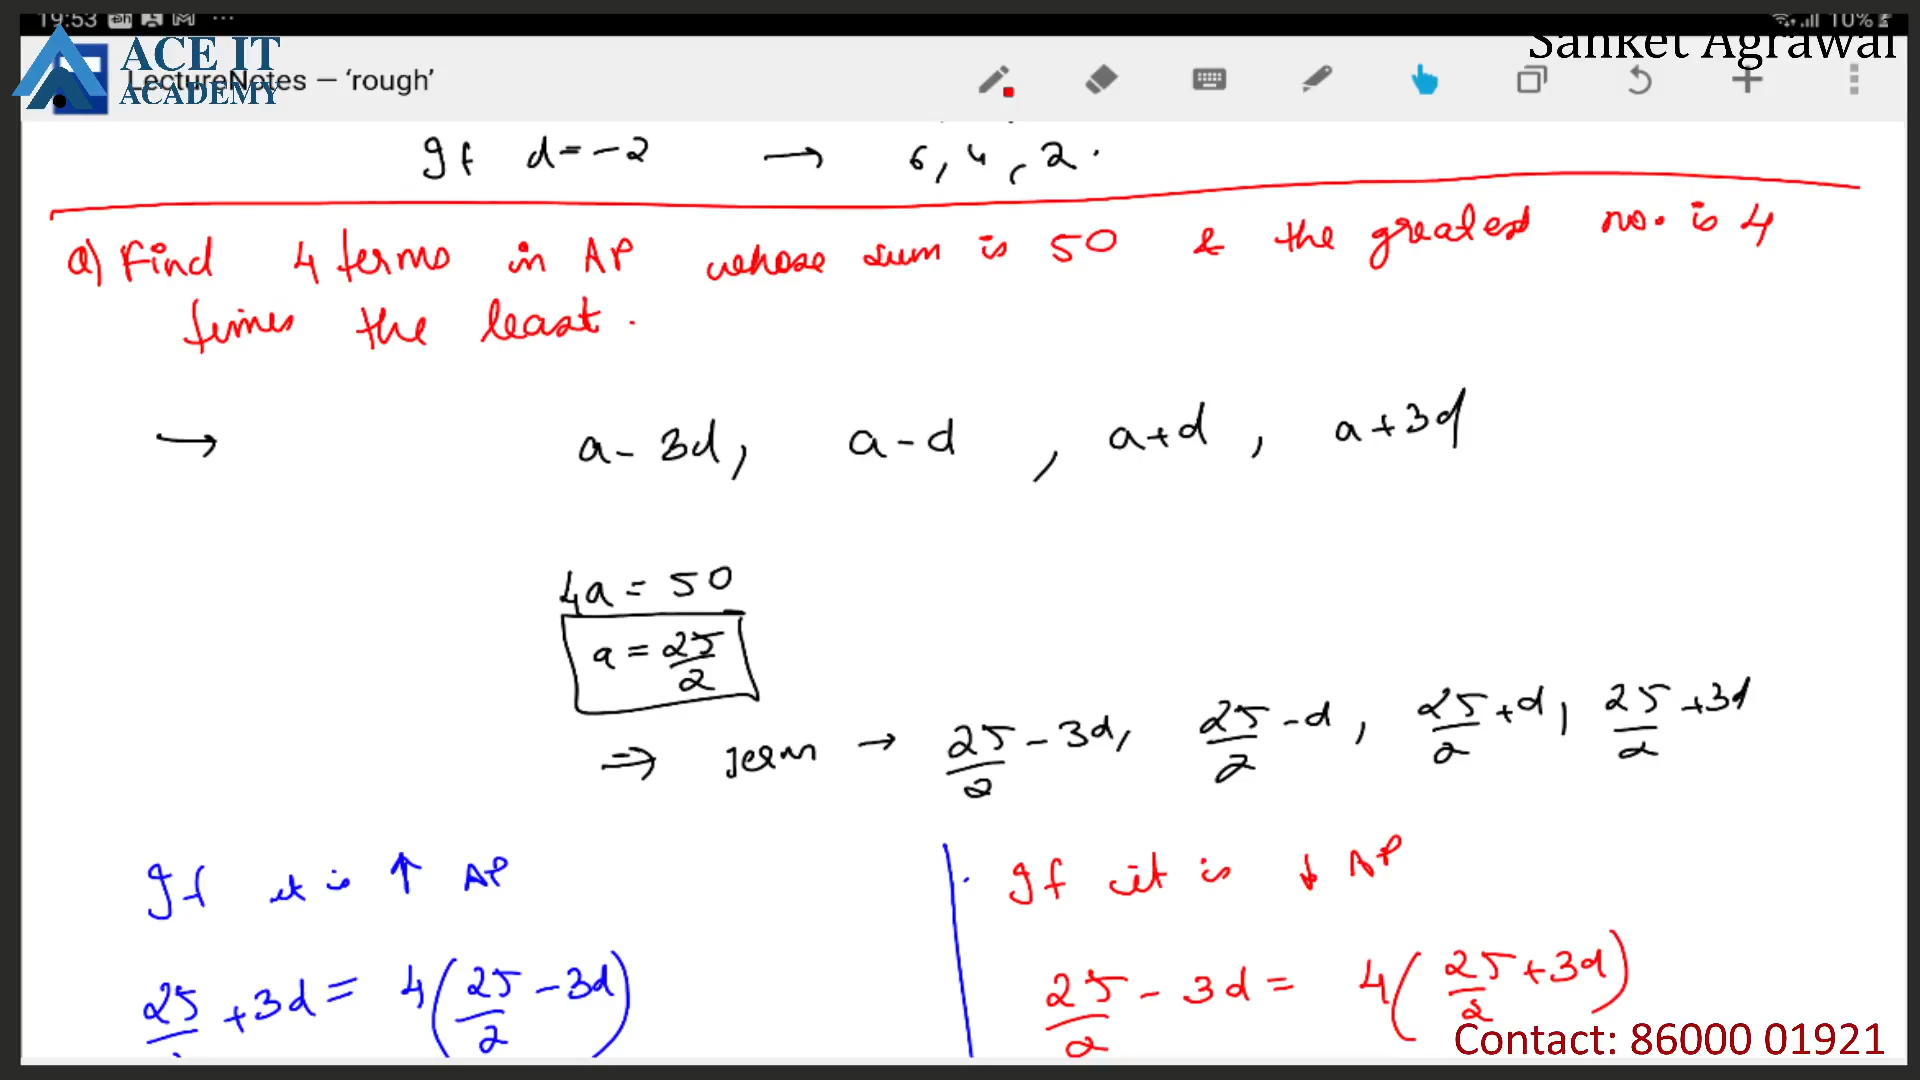 19:53 ... 10%
ACE IT
ACADEMY
LectureNotes — ‘rough’
Sanket Agrawal
If d = -2 → 6, 4, 2.
Q) Find 4 terms in AP whose sum is 50 & the greatest no. is 4
times the least.
→ a - 3d, a - d, a + d, a + 3d
4a = 50
a = 25/2
⇒ Term → 25/2 - 3d, 25/2 - d, 25/2 + d, 25/2 + 3d
If it is ↑ AP
If it is ↓ AP
25/2 + 3d = 4(25/2 - 3d)
25/2 - 3d = 4(25/2 + 3d)
Contact: 86000 01921